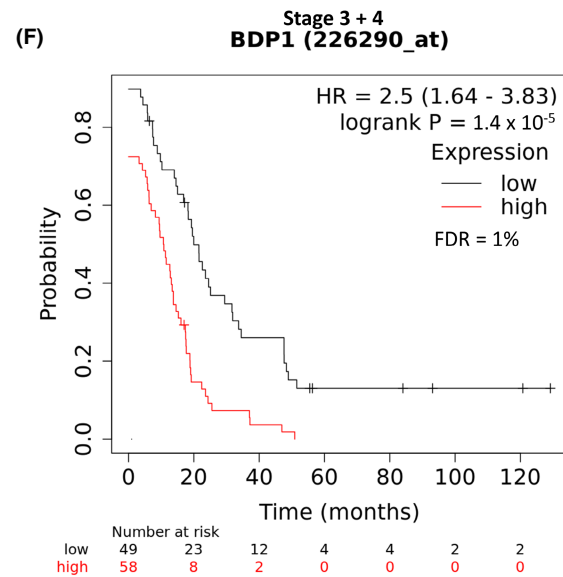 (F)
Stage 3 + 4
BDP1 (226290_at)
HR = 2.5 (1.64 - 3.83)
logrank P = 1.4 x 10⁻⁵
Expression
low
high
FDR = 1%
Probability
0.8
0.6
0.4
0.2
0.0
0 20 40 60 80 100 120
Time (months)
Number at risk
low 49 23 12 4 4 2 2
high 58 8 2 0 0 0 0